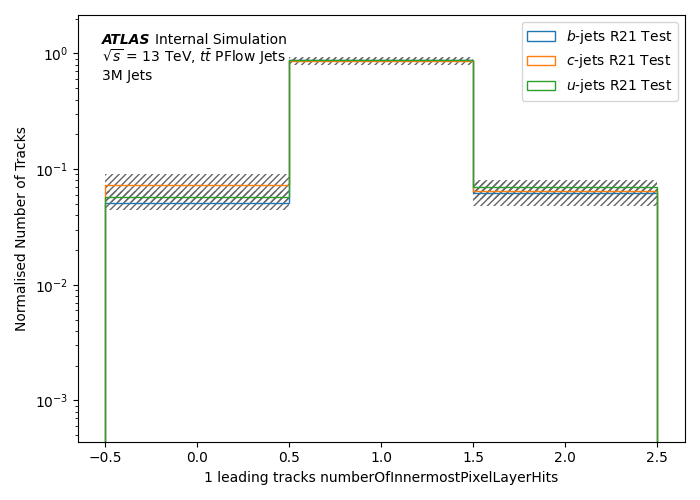 ATLAS Internal Simulation
√s = 13 TeV, tt̄ PFlow Jets
3M Jets
b-jets R21 Test
c-jets R21 Test
u-jets R21 Test
Normalised Number of Tracks
10⁰
10⁻¹
10⁻²
10⁻³
−0.5 0.0 0.5 1.0 1.5 2.0 2.5
1 leading tracks numberOfInnermostPixelLayerHits